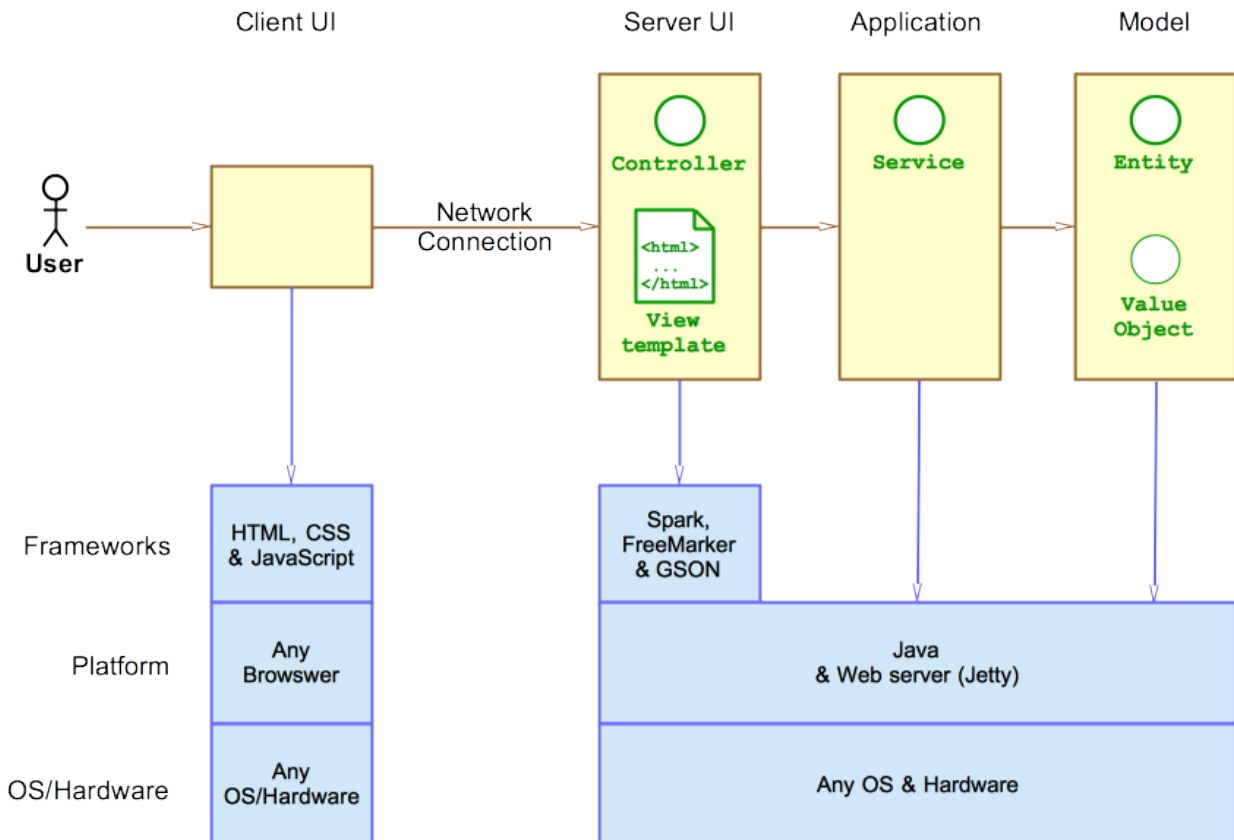 Client UI
Server UI
Application
Model
Controller
Service
Entity
User
Network
Connection
<html>
...
</html>
View
template
Value
Object
Frameworks
HTML, CSS
& JavaScript
Spark,
FreeMarker
& GSON
Platform
Any
Browswer
Java
& Web server (Jetty)
OS/Hardware
Any
OS/Hardware
Any OS & Hardware